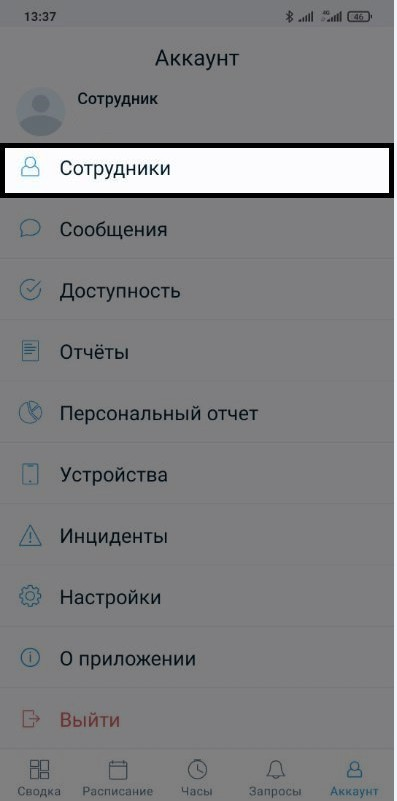 13:37
4G
46
Аккаунт
Сотрудник
Сотрудники
Сообщения
Доступность
Отчёты
Персональный отчет
Устройства
Инциденты
Настройки
О приложении
Выйти
Сводка Расписание Часы Запросы Аккаунт